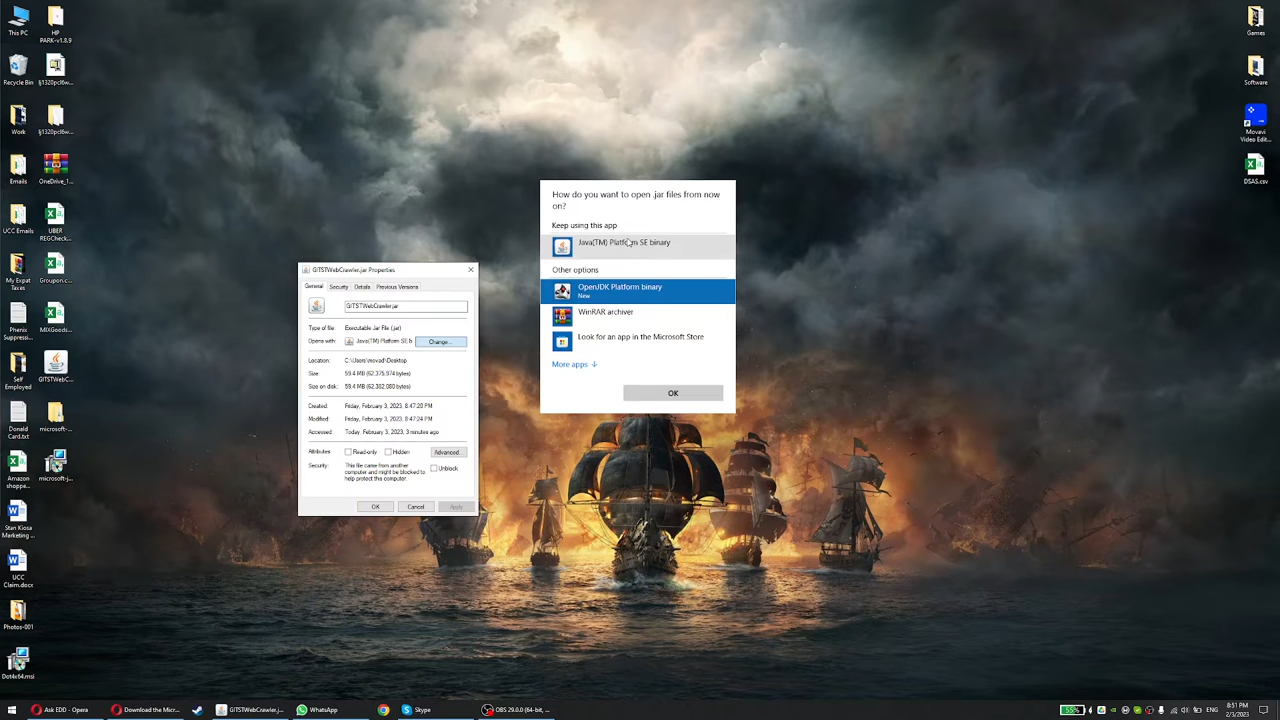 This PC
HP
PARK-v1.8.9
Recycle Bin
lj1320pcl6w...
Work
lj1320pcl6w...
Emails
OneDrive_1...
UCC Emails
UBER
REGCheck...
My Expat
Taxes
Groupon.c...
Phenix
Suppress...
MIXGoods...
Self
Employed
GITSTWebC...
Donald
Card.txt
microsoft-...
Amazon
shoppe...
microsoft-j...
Stan Kiosa
Marketing ...
UCC
Claim.docx
Photos-001
Dot4x64.msi
Games
Software
Movavi
Video Edit...
DSAS.csv
GITSTWebCrawler.jar Properties
General
Security
Details
Previous Versions
GITSTWebCrawler.jar
Type of file:
Executable Jar File (.jar)
Opens with:
Java(TM) Platform SE b
Change...
Location:
C:\Users\movad\Desktop
Size:
59.4 MB (62,375,974 bytes)
Size on disk:
59.4 MB (62,382,080 bytes)
Created:
Friday, February 3, 2023, 8:47:20 PM
Modified:
Friday, February 3, 2023, 8:47:24 PM
Accessed:
Today, February 3, 2023, 3 minutes ago
Attributes:
Read-only
Hidden
Advanced...
Security:
This file came from another
computer and might be blocked to
help protect this computer.
Unblock
OK
Cancel
Apply
How do you want to open .jar files from now
on?
Keep using this app
Java(TM) Platform SE binary
Other options
OpenJDK Platform binary
New
WinRAR archiver
Look for an app in the Microsoft Store
More apps ↓
OK
Ask EDD - Opera
Download the Micr...
GITSTWebCrawler.j...
WhatsApp
Skype
OBS 29.0.0 (64-bit...
55%
ENG
8:51 PM
2/3/2023